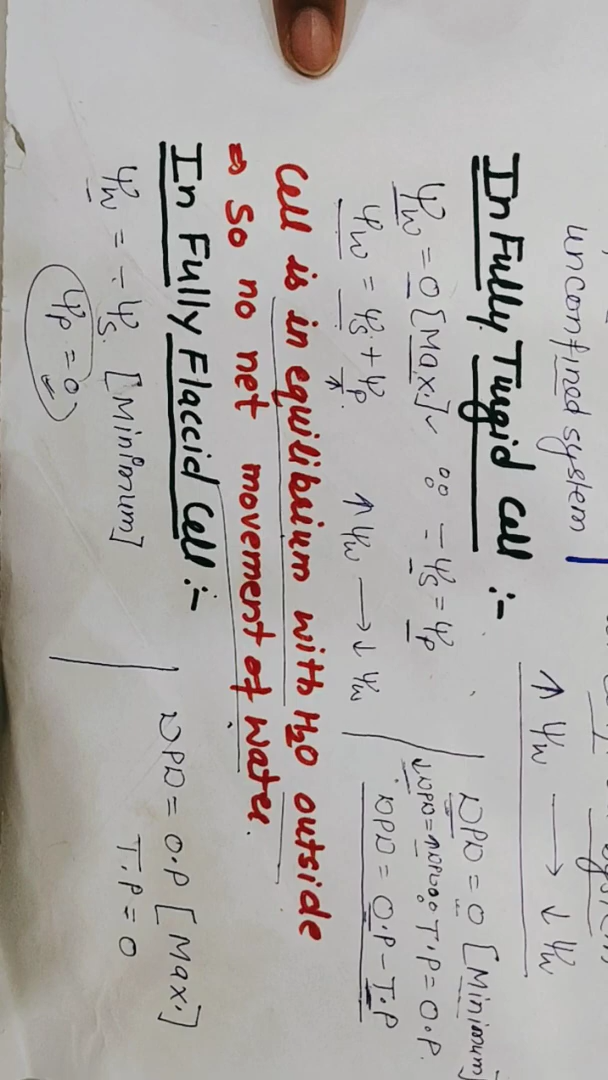 unconfined system
↑ Ψw → ↓ Ψw
In Fully Turgid Cell :-
Ψw = 0 [Max.] ✓ ∵ -Ψs = Ψp
DPD = 0 [Minimum]
T.P = O.P.
Ψw = Ψs + Ψp.
↑ Ψw → ↓ Ψw
DPD = O.P - T.P
Cell is in equilibrium with H2O outside
⇒ So no net movement of water.
In Fully Flaccid Cell :-
Ψw = - Ψs. [Minimum]
DPD = O.P [Max.]
Ψp = 0
T.P = 0